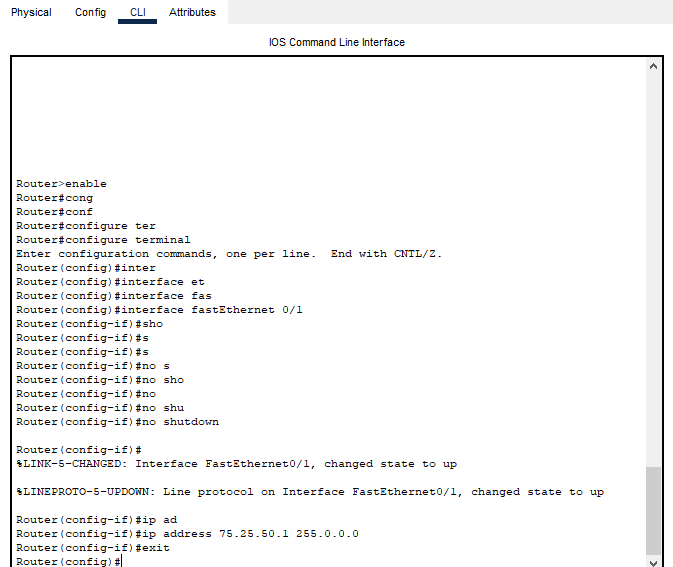 Physical Config CLI Attributes
IOS Command Line Interface
Router>enable
Router#cong
Router#conf
Router#configure ter
Router#configure terminal
Enter configuration commands, one per line.  End with CNTL/Z.
Router(config)#inter
Router(config)#interface et
Router(config)#interface fas
Router(config)#interface fastEthernet 0/1
Router(config-if)#sho
Router(config-if)#s
Router(config-if)#s
Router(config-if)#no s
Router(config-if)#no sho
Router(config-if)#no
Router(config-if)#no shu
Router(config-if)#no shutdown
Router(config-if)#
%LINK-5-CHANGED: Interface FastEthernet0/1, changed state to up
%LINEPROTO-5-UPDOWN: Line protocol on Interface FastEthernet0/1, changed state to up
Router(config-if)#ip ad
Router(config-if)#ip address 75.25.50.1 255.0.0.0
Router(config-if)#exit
Router(config)#